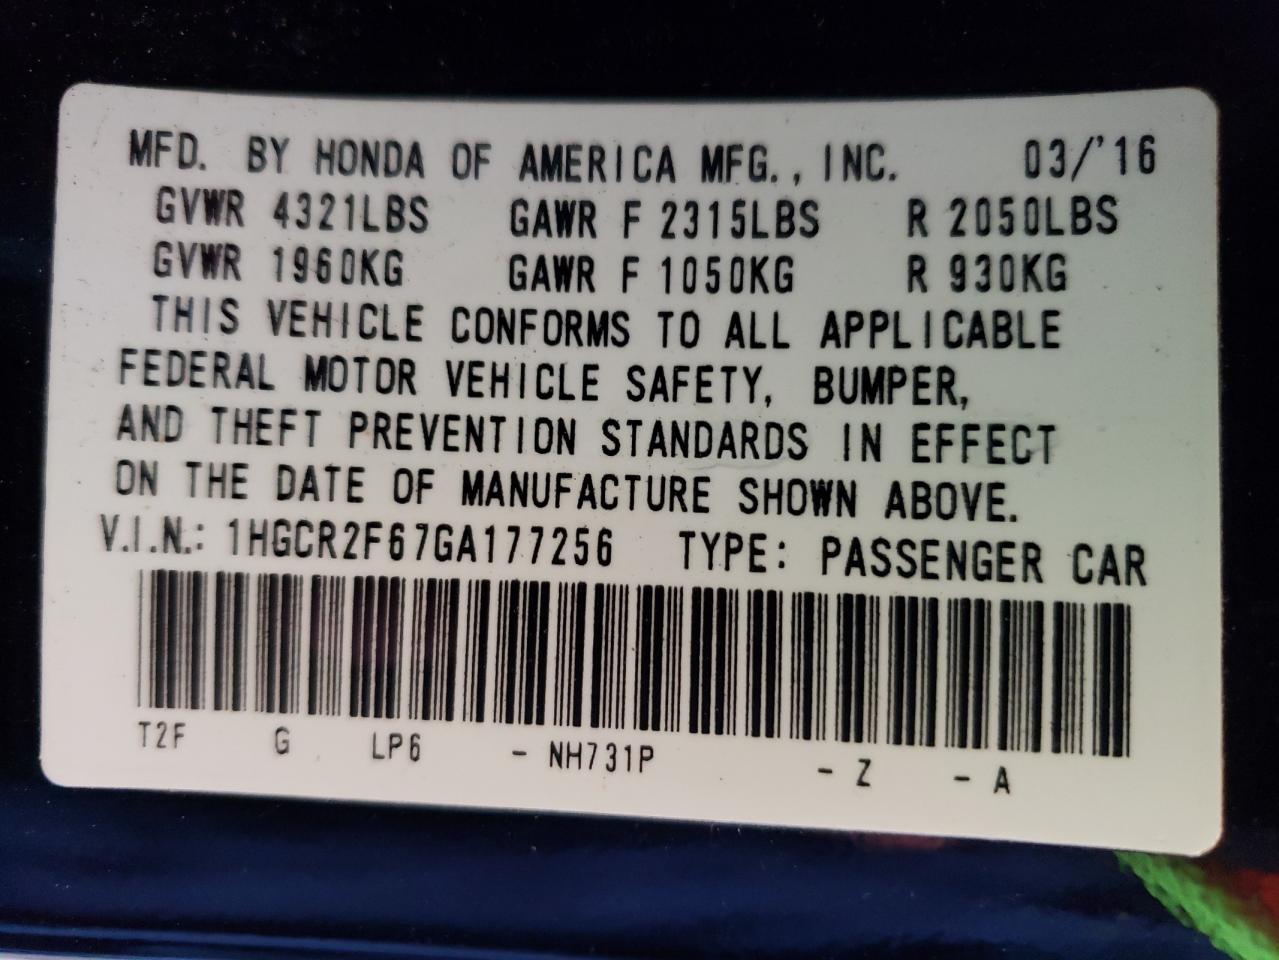 MFD. BY HONDA OF AMERICA MFG., INC. 03/'16
GVWR 4321LBS GAWR F 2315LBS R 2050LBS
GVWR 1960KG GAWR F 1050KG R 930KG
THIS VEHICLE CONFORMS TO ALL APPLICABLE
FEDERAL MOTOR VEHICLE SAFETY, BUMPER,
AND THEFT PREVENTION STANDARDS IN EFFECT
ON THE DATE OF MANUFACTURE SHOWN ABOVE.
V.I.N.: 1HGCR2F67GA177256 TYPE: PASSENGER CAR
T2F G LP6 - NH731P - Z - A